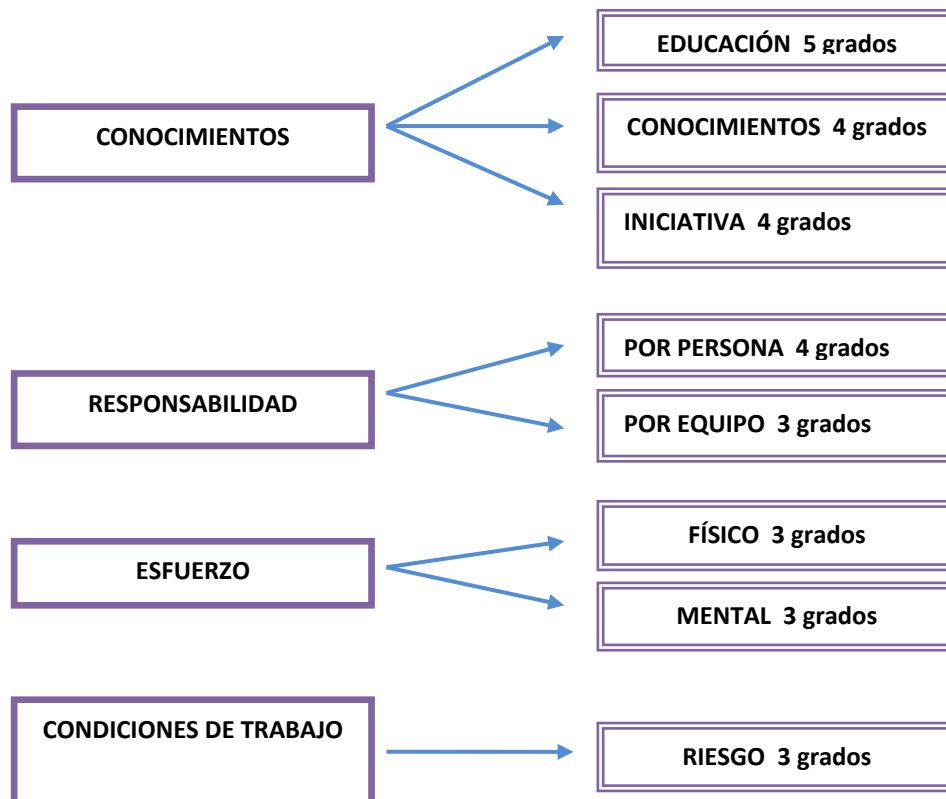 EDUCACIÓN 5 grados
CONOCIMIENTOS
CONOCIMIENTOS 4 grados
INICIATIVA 4 grados
POR PERSONA 4 grados
RESPONSABILIDAD
POR EQUIPO 3 grados
FÍSICO 3 grados
ESFUERZO
MENTAL 3 grados
CONDICIONES DE TRABAJO
RIESGO 3 grados